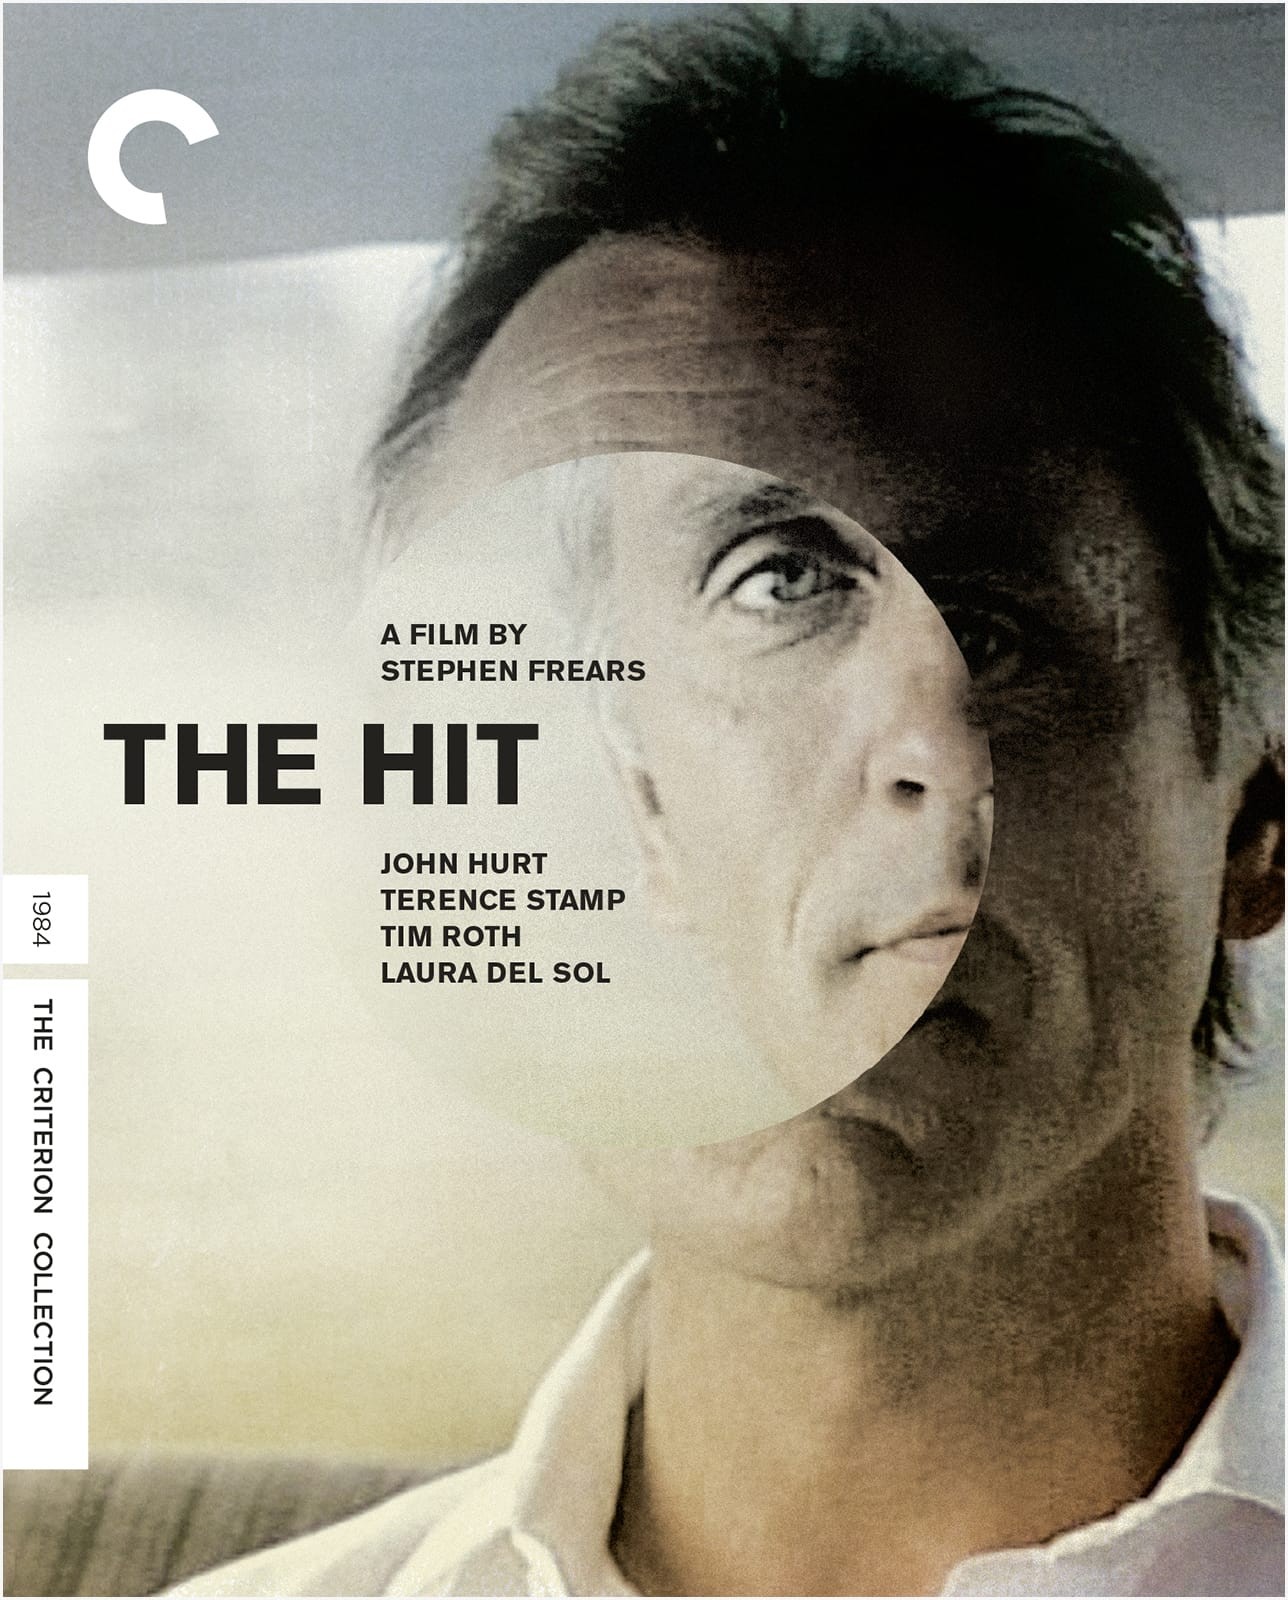 A FILM BY
STEPHEN FREARS
THE HIT
JOHN HURT
TERENCE STAMP
TIM ROTH
LAURA DEL SOL
1984
THE CRITERION COLLECTION